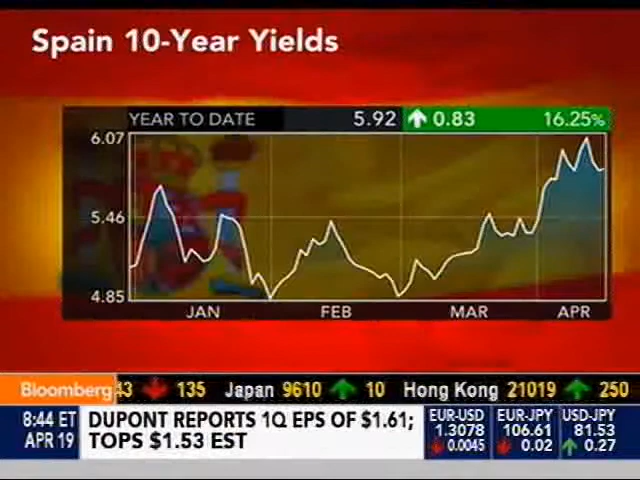 Spain 10-Year Yields
YEAR TO DATE 5.92 0.83 16.25%
6.07
5.46
4.85
JAN FEB MAR APR
Bloomberg 43 135 Japan 9610 10 Hong Kong 21019 250
8:44 ET
APR 19
DUPONT REPORTS 1Q EPS OF $1.61;
TOPS $1.53 EST
EUR-USD EUR-JPY USD-JPY
1.3078 106.61 81.53
0.0045 0.02 0.27